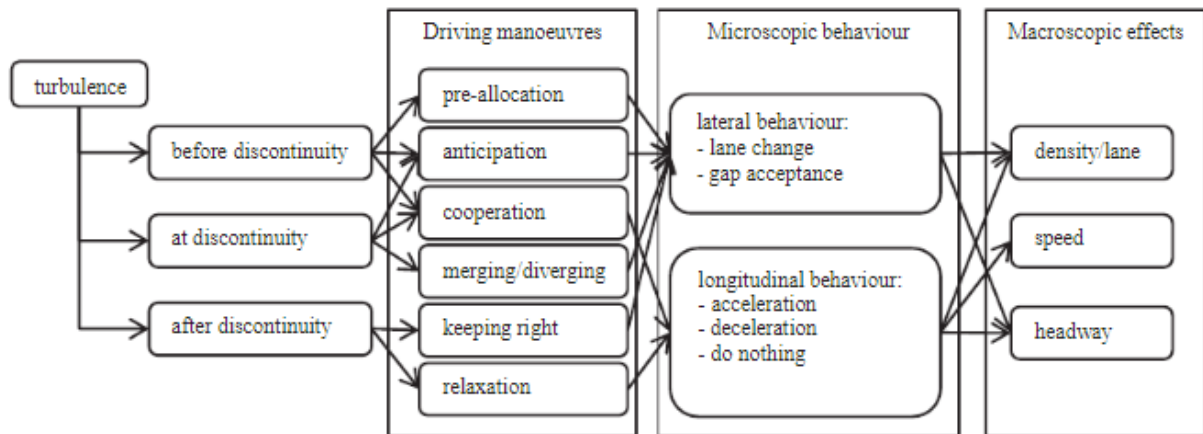 Driving manoeuvres
Microscopic behaviour
Macroscopic effects
turbulence
before discontinuity
at discontinuity
after discontinuity
pre-allocation
anticipation
cooperation
merging/diverging
keeping right
relaxation
lateral behaviour:
- lane change
- gap acceptance
longitudinal behaviour:
- acceleration
- deceleration
- do nothing
density/lane
speed
headway